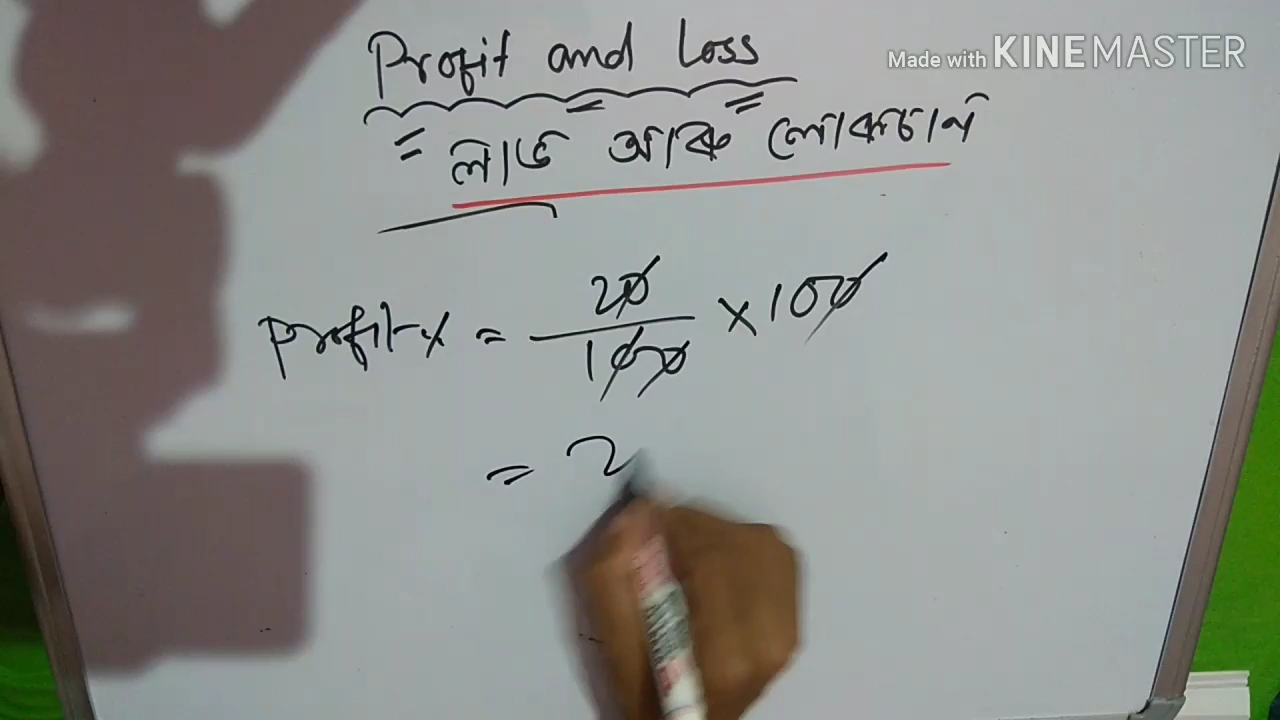 Made with KINEMASTER
Profit and Loss
= লাভ আৰু লোকচান
Profit % = 20/100 × 100
= 2